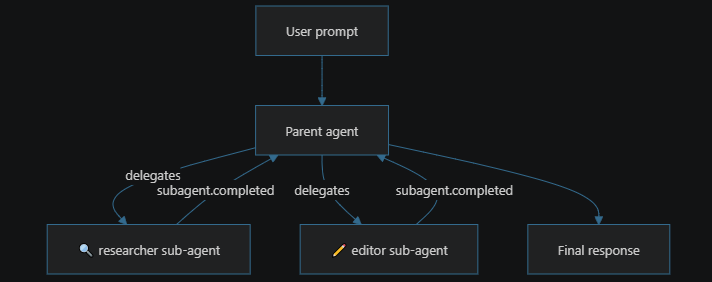 User prompt
Parent agent
delegates
subagent.completed
delegates
subagent.completed
🔍 researcher sub-agent
✏️ editor sub-agent
Final response